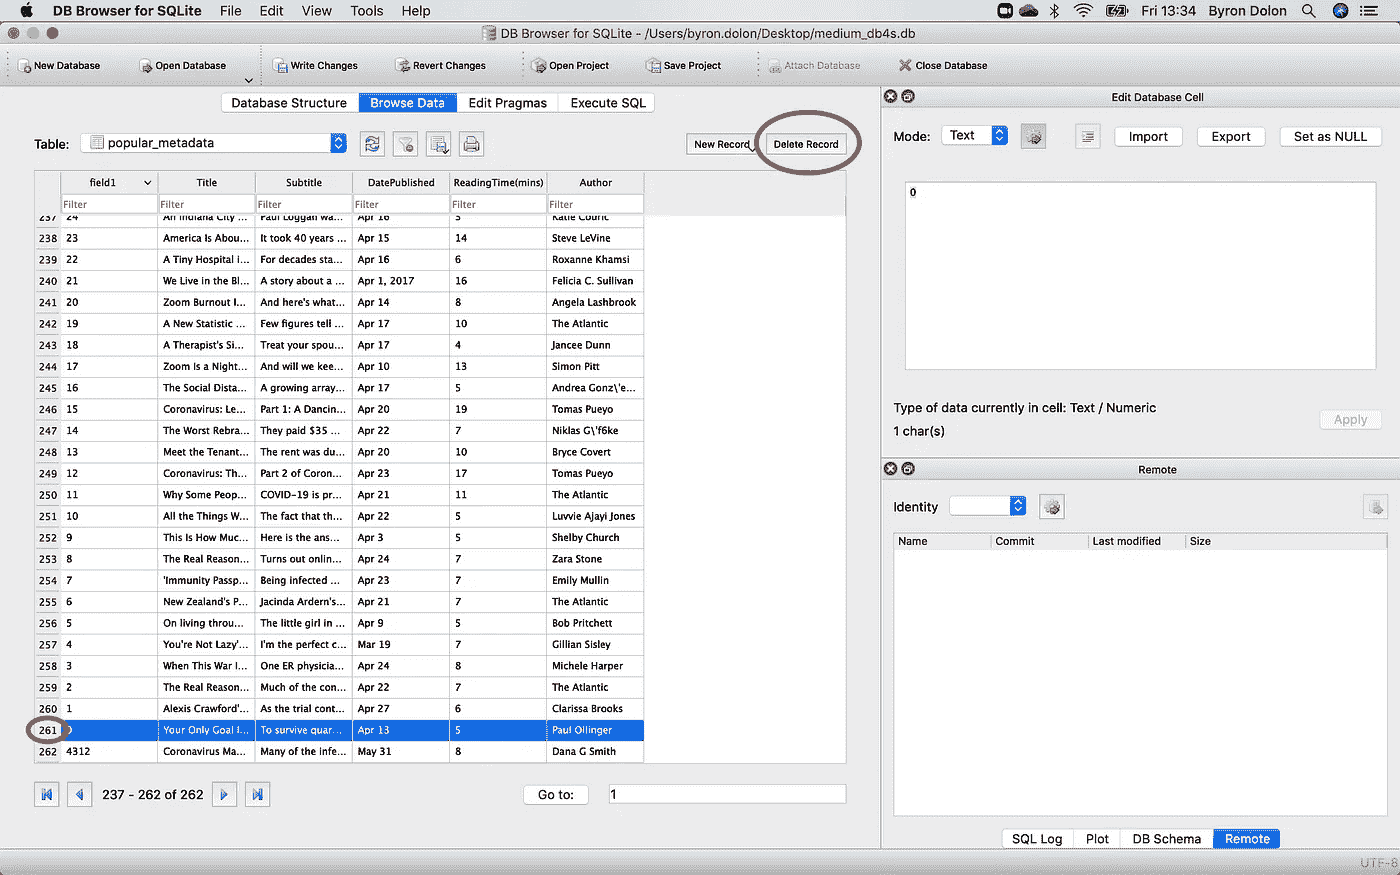 DB Browser for SQLite File Edit View Tools Help Fri 13:34 Byron Dolon
DB Browser for SQLite - /Users/byron.dolon/Desktop/medium_db4s.db
New Database Open Database Write Changes Revert Changes Open Project Save Project Attach Database Close Database
Database Structure Browse Data Edit Pragmas Execute SQL
Table: popular_metadata New Record Delete Record
field1 Title Subtitle DatePublished ReadingTime(mins) Author
Filter Filter Filter Filter Filter Filter
237 24 An Indiana City ... Paul Loggan wa... Apr 16 5 Katie Couric
238 23 America Is Abou... It took 40 years ... Apr 15 14 Steve LeVine
239 22 A Tiny Hospital i... For decades sta... Apr 16 6 Roxanne Khamsi
240 21 We Live in the Bl... A story about a ... Apr 1, 2017 16 Felicia C. Sullivan
241 20 Zoom Burnout I... And here's what... Apr 14 8 Angela Lashbrook
242 19 A New Statistic ... Few figures tell ... Apr 17 10 The Atlantic
243 18 A Therapist's Si... Treat your spou... Apr 17 4 Jancee Dunn
244 17 Zoom Is a Night... And will we kee... Apr 10 13 Simon Pitt
245 16 The Social Dista... A growing array... Apr 17 5 Andrea Gonz\'e...
246 15 Coronavirus: Le... Part 1: A Dancin... Apr 20 19 Tomas Pueyo
247 14 The Worst Rebra... They paid $35 ... Apr 22 7 Niklas G\'f6ke
248 13 Meet the Tenant... The rent was du... Apr 20 10 Bryce Covert
249 12 Coronavirus: Th... Part 2 of Coron... Apr 23 17 Tomas Pueyo
250 11 Why Some Peop... COVID-19 is pr... Apr 21 11 The Atlantic
251 10 All the Things W... The fact that th... Apr 22 5 Luvvie Ajayi Jones
252 9 This Is How Muc... Here is the ans... Apr 3 5 Shelby Church
253 8 The Real Reason... Turns out onlin... Apr 24 7 Zara Stone
254 7 'Immunity Passp... Being infected ... Apr 23 7 Emily Mullin
255 6 New Zealand's P... Jacinda Ardern's... Apr 21 7 The Atlantic
256 5 On living throu... The little girl in ... Apr 9 5 Bob Pritchett
257 4 You're Not Lazy'... I'm the perfect c... Mar 19 7 Gillian Sisley
258 3 When This War I... One ER physicia... Apr 24 8 Michele Harper
259 2 The Real Reason... Much of the con... Apr 22 7 The Atlantic
260 1 Alexis Crawford'... As the trial cont... Apr 27 6 Clarissa Brooks
261 0 Your Only Goal I... To survive quar... Apr 13 5 Paul Ollinger
262 4312 Coronavirus Ma... Many of the infe... May 31 8 Dana G Smith
237 - 262 of 262 Go to: 1
Edit Database Cell
Mode: Text Import Export Set as NULL
0
Type of data currently in cell: Text / Numeric
1 char(s)
Apply
Remote
Identity
Name Commit Last modified Size
SQL Log Plot DB Schema Remote
UTF-8